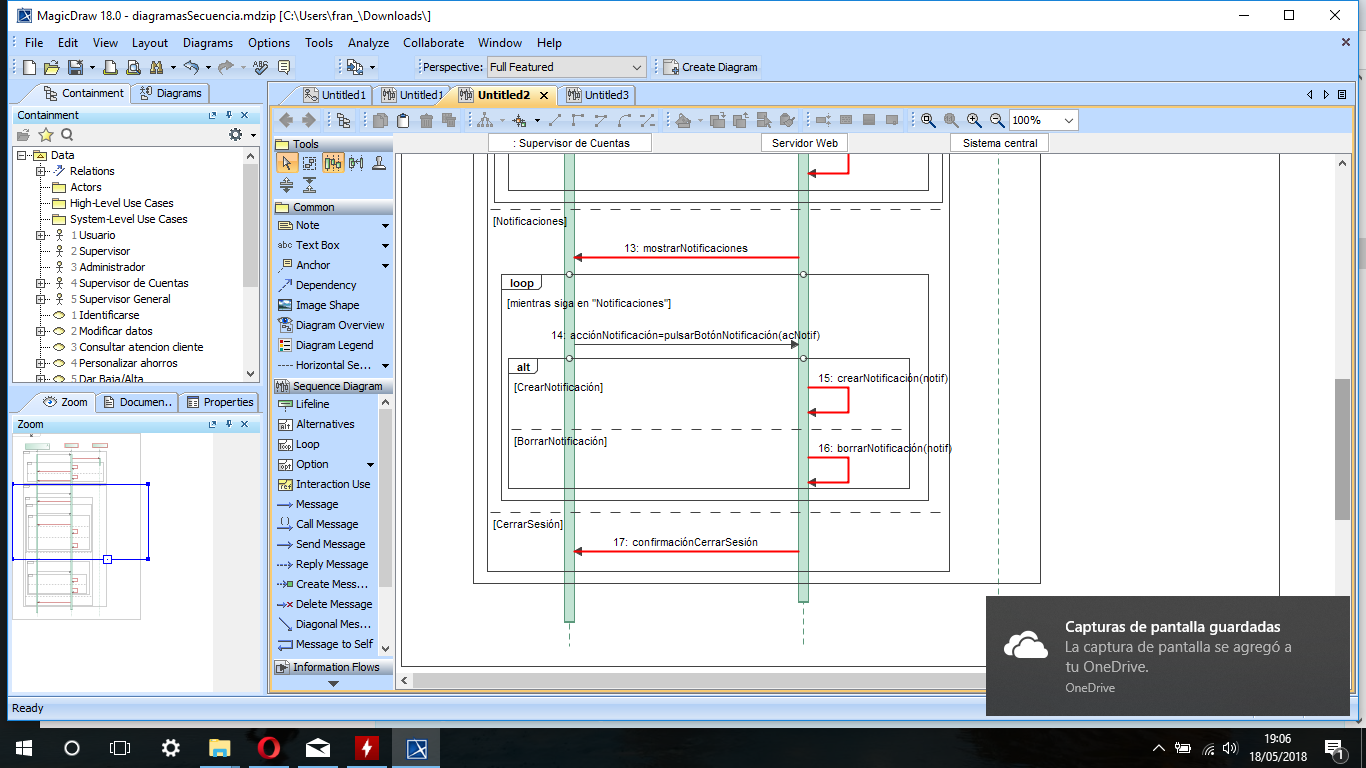 MagicDraw 18.0 - diagramasSecuencia.mdzip [C:\Users\fran_\Downloads\]
File Edit View Layout Diagrams Options Tools Analyze Collaborate Window Help
Perspective: Full Featured Create Diagram
Containment Diagrams
Containment
Data
Relations
Actors
High-Level Use Cases
System-Level Use Cases
1 Usuario
2 Supervisor
3 Administrador
4 Supervisor de Cuentas
5 Supervisor General
1 Identificarse
2 Modificar datos
3 Consultar atencion cliente
4 Personalizar ahorros
5 Dar Baja/Alta
Zoom Documen... Properties
Zoom
Untitled1 Untitled1 Untitled2 Untitled3
100%
Tools
Common
Note
abc Text Box
Anchor
Dependency
Image Shape
Diagram Overview
Diagram Legend
Horizontal Se...
Sequence Diagram
Lifeline
Alternatives
Loop
Option
Interaction Use
Message
Call Message
Send Message
Reply Message
Create Mess...
Delete Message
Diagonal Mes...
Message to Self
Information Flows
: Supervisor de Cuentas Servidor Web Sistema central
[Notificaciones]
13: mostrarNotificaciones
loop
[mientras siga en "Notificaciones"]
14: acciónNotificación=pulsarBotónNotificación(acNotif)
alt
[CrearNotificación]
15: crearNotificación(notif)
[BorrarNotificación]
16: borrarNotificación(notif)
[CerrarSesión]
17: confirmaciónCerrarSesión
Capturas de pantalla guardadas
La captura de pantalla se agregó a
tu OneDrive.
OneDrive
Ready
19:06
18/05/2018
1